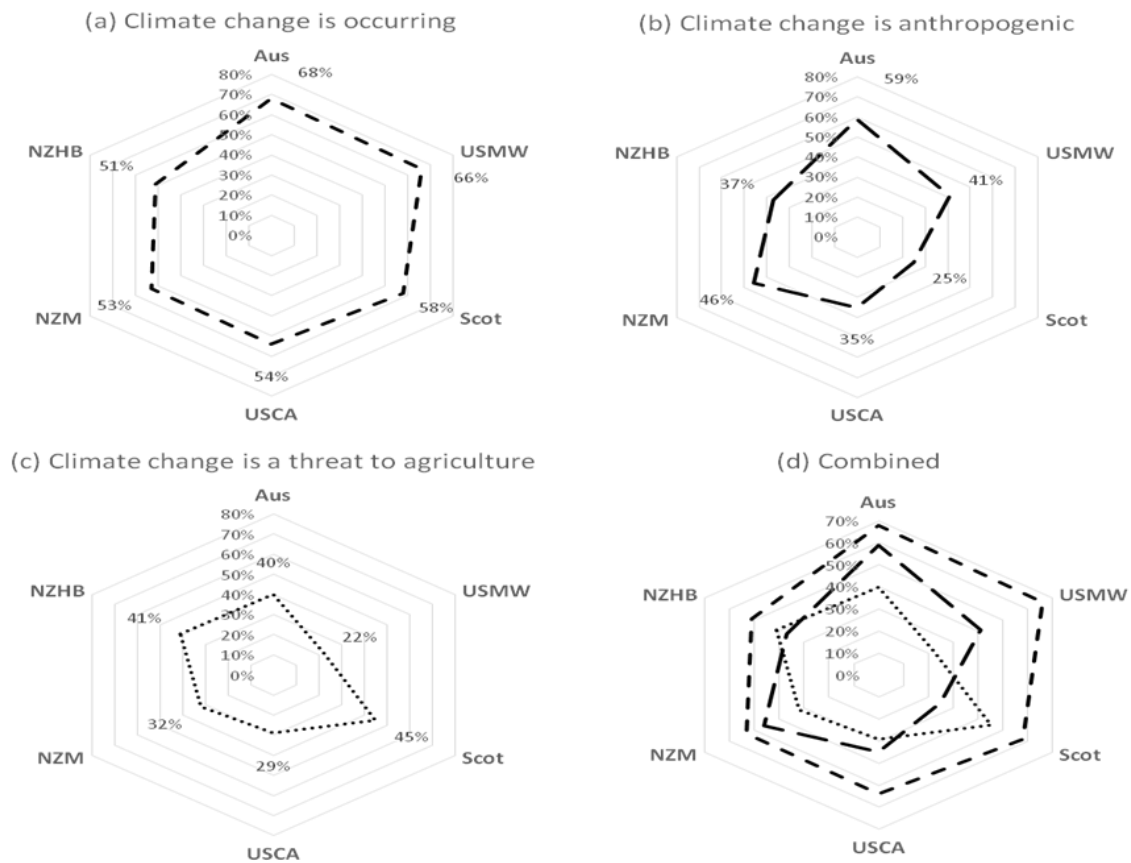 (a) Climate change is occurring
Aus
80%
68%
70%
60%
50%
40%
30%
20%
10%
0%
NZHB
51%
USMW
66%
NZM
53%
Scot
58%
54%
USCA
(b) Climate change is anthropogenic
Aus
80%
59%
70%
60%
50%
40%
30%
20%
10%
0%
NZHB
37%
USMW
41%
25%
NZM
46%
Scot
35%
USCA
(c) Climate change is a threat to agriculture
Aus
80%
70%
60%
40%
50%
40%
30%
20%
10%
0%
NZHB
41%
USMW
22%
NZM
32%
Scot
45%
29%
USCA
(d) Combined
Aus
70%
60%
50%
40%
30%
20%
10%
0%
NZHB
USMW
NZM
Scot
USCA